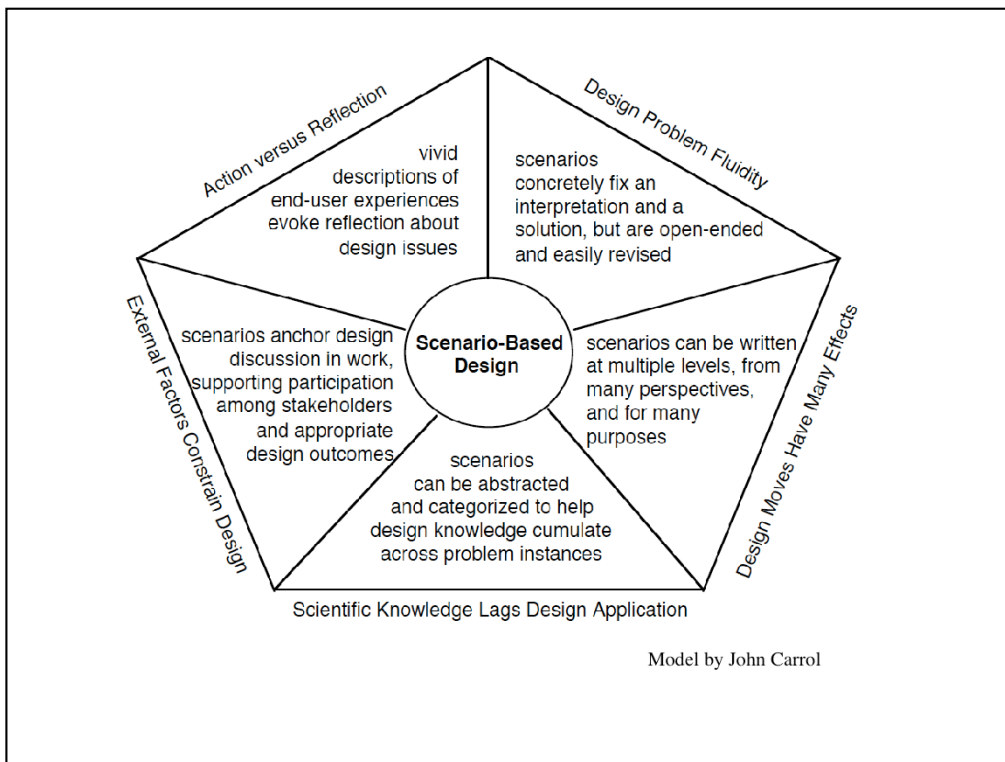 Action versus Reflection
vivid
descriptions of
end-user experiences
evoke reflection about
design issues
Design Problem Fluidity
scenarios
concretely fix an
interpretation and a
solution, but are open-ended
and easily revised
External Factors Constrain Design
scenarios anchor design
discussion in work,
supporting participation
among stakeholders
and appropriate
design outcomes
Scenario-Based
Design
scenarios can be written
at multiple levels, from
many perspectives,
and for many
purposes
Design Moves Have Many Effects
scenarios
can be abstracted
and categorized to help
design knowledge cumulate
across problem instances
Scientific Knowledge Lags Design Application
Model by John Carrol